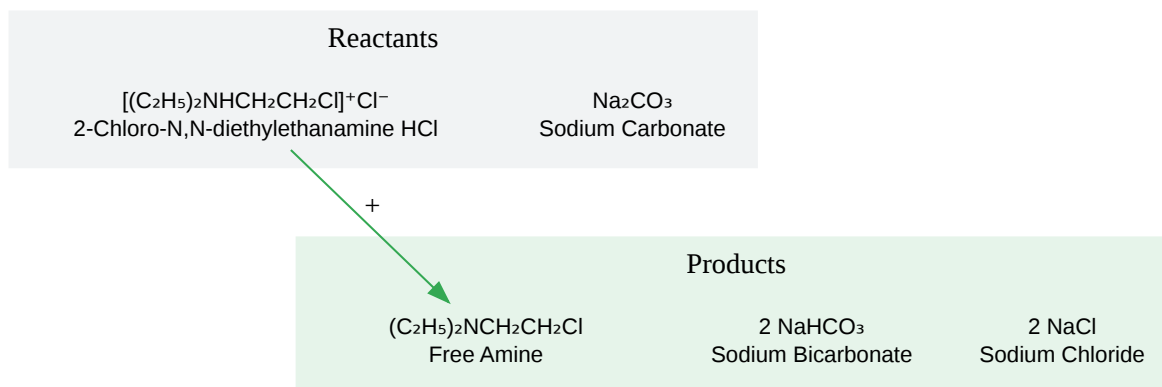 Reactants
[(C₂H₅)₂NHCH₂CH₂Cl]⁺Cl⁻
2-Chloro-N,N-diethylethanamine HCl
Na₂CO₃
Sodium Carbonate
+
Products
(C₂H₅)₂NCH₂CH₂Cl
Free Amine
2 NaHCO₃
Sodium Bicarbonate
2 NaCl
Sodium Chloride